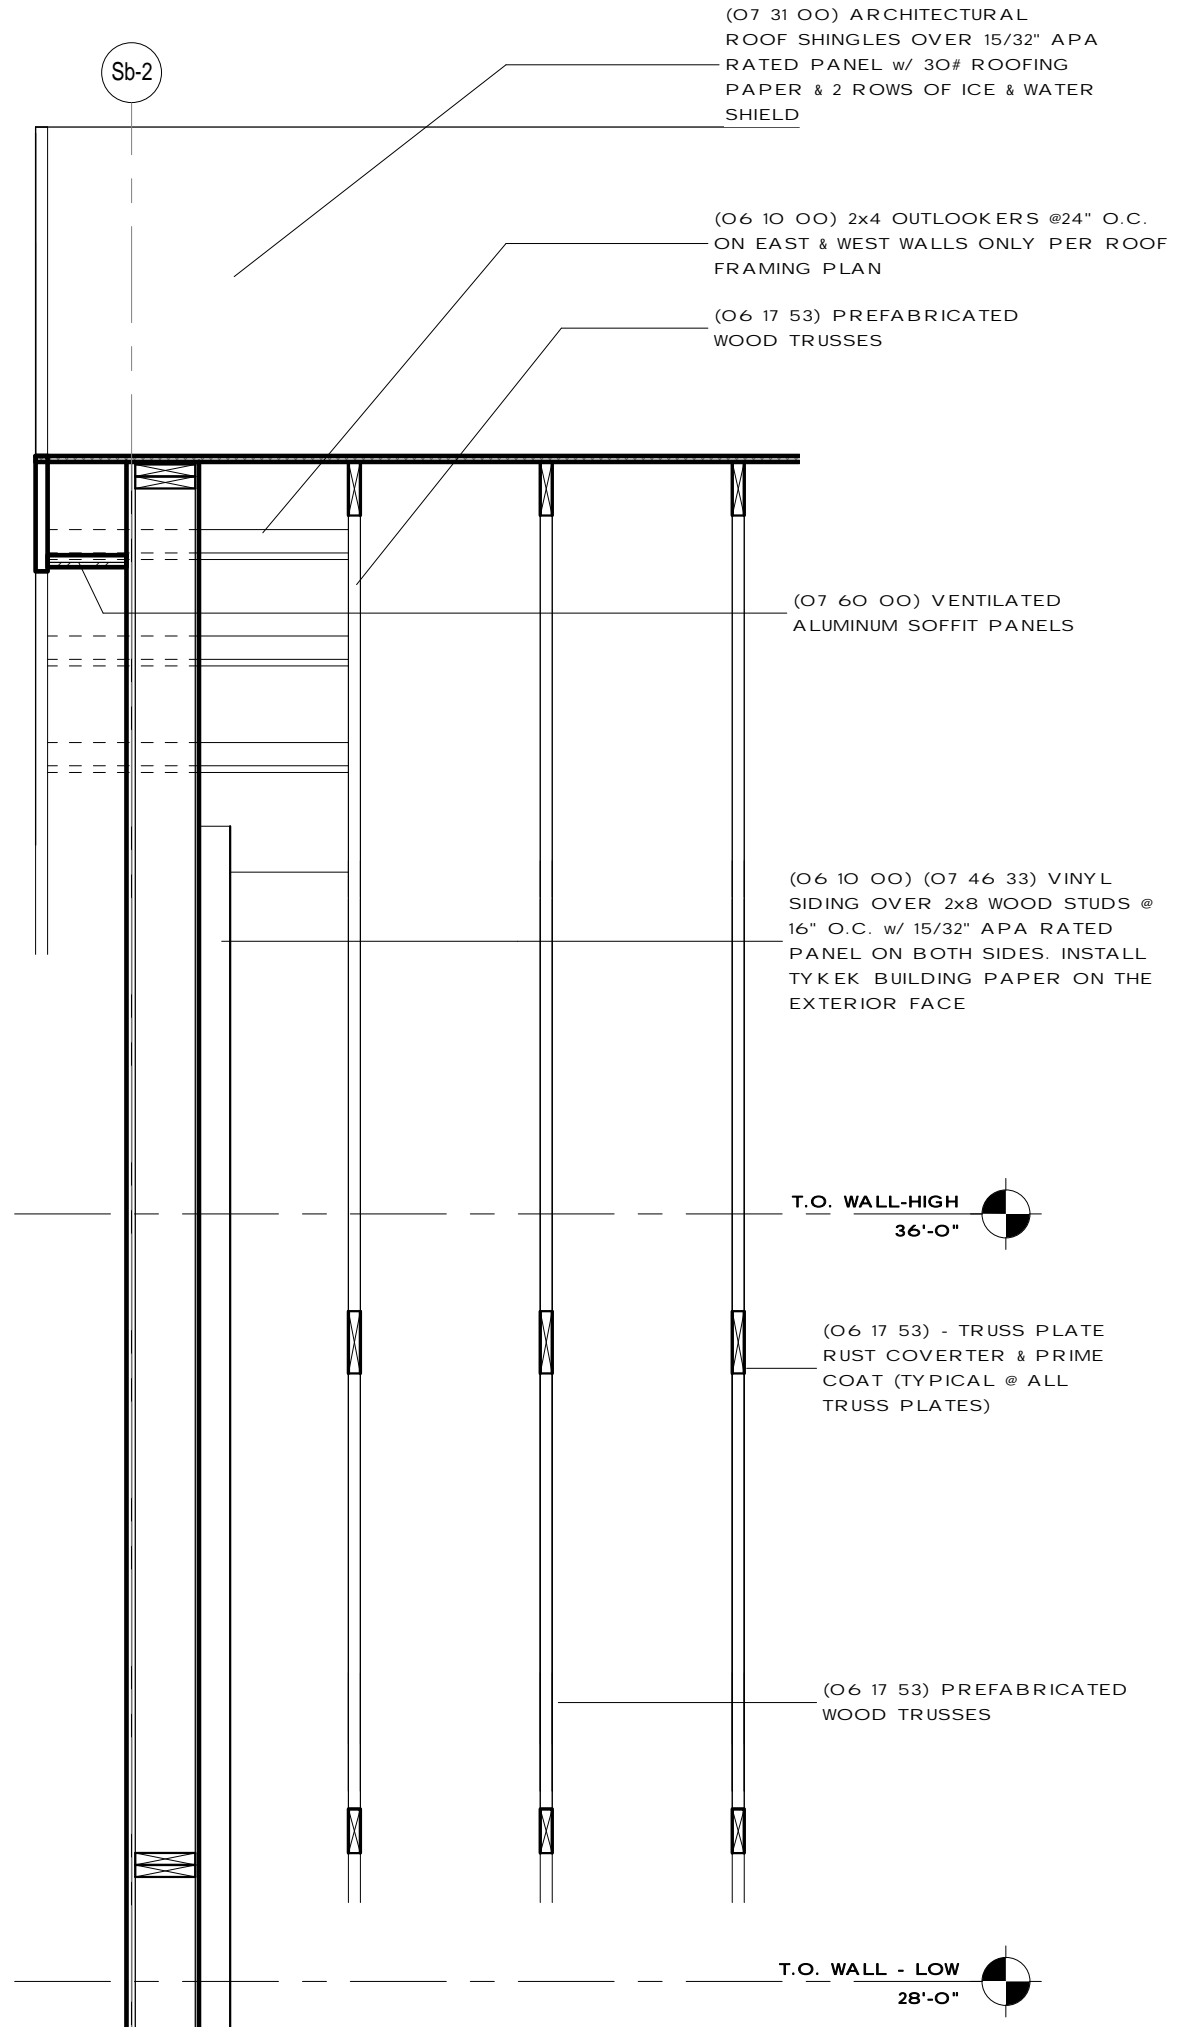 (06 31 00) ARCHITECTURAL
ROOF SHINGLES OVER 15/32" APA
RATED PANEL w/ 30# ROOFING
PAPER & 2 ROWS OF ICE & WATER
SHIELD
Sb-2
(06 10 00) 2x4 OUTLOOKERS @24" O.C.
ON EAST & WEST WALLS ONLY PER ROOF
FRAMING PLAN
(06 17 53) PREFABRICATED
WOOD TRUSSES
(07 60 00) VENTILATED
ALUMINUM SOFFIT PANELS
(06 10 00) (07 46 33) VINYL
SIDING OVER 2x8 WOOD STUDS @
16" O.C. w/ 15/32" APA RATED
PANEL ON BOTH SIDES. INSTALL
TYKEK BUILDING PAPER ON THE
EXTERIOR FACE
T.O. WALL-HIGH
36'-0"
(06 17 53) - TRUSS PLATE
RUST COVERTER & PRIME
COAT (TYPICAL @ ALL
TRUSS PLATES)
(06 17 53) PREFABRICATED
WOOD TRUSSES
T.O. WALL - LOW
28'-0"